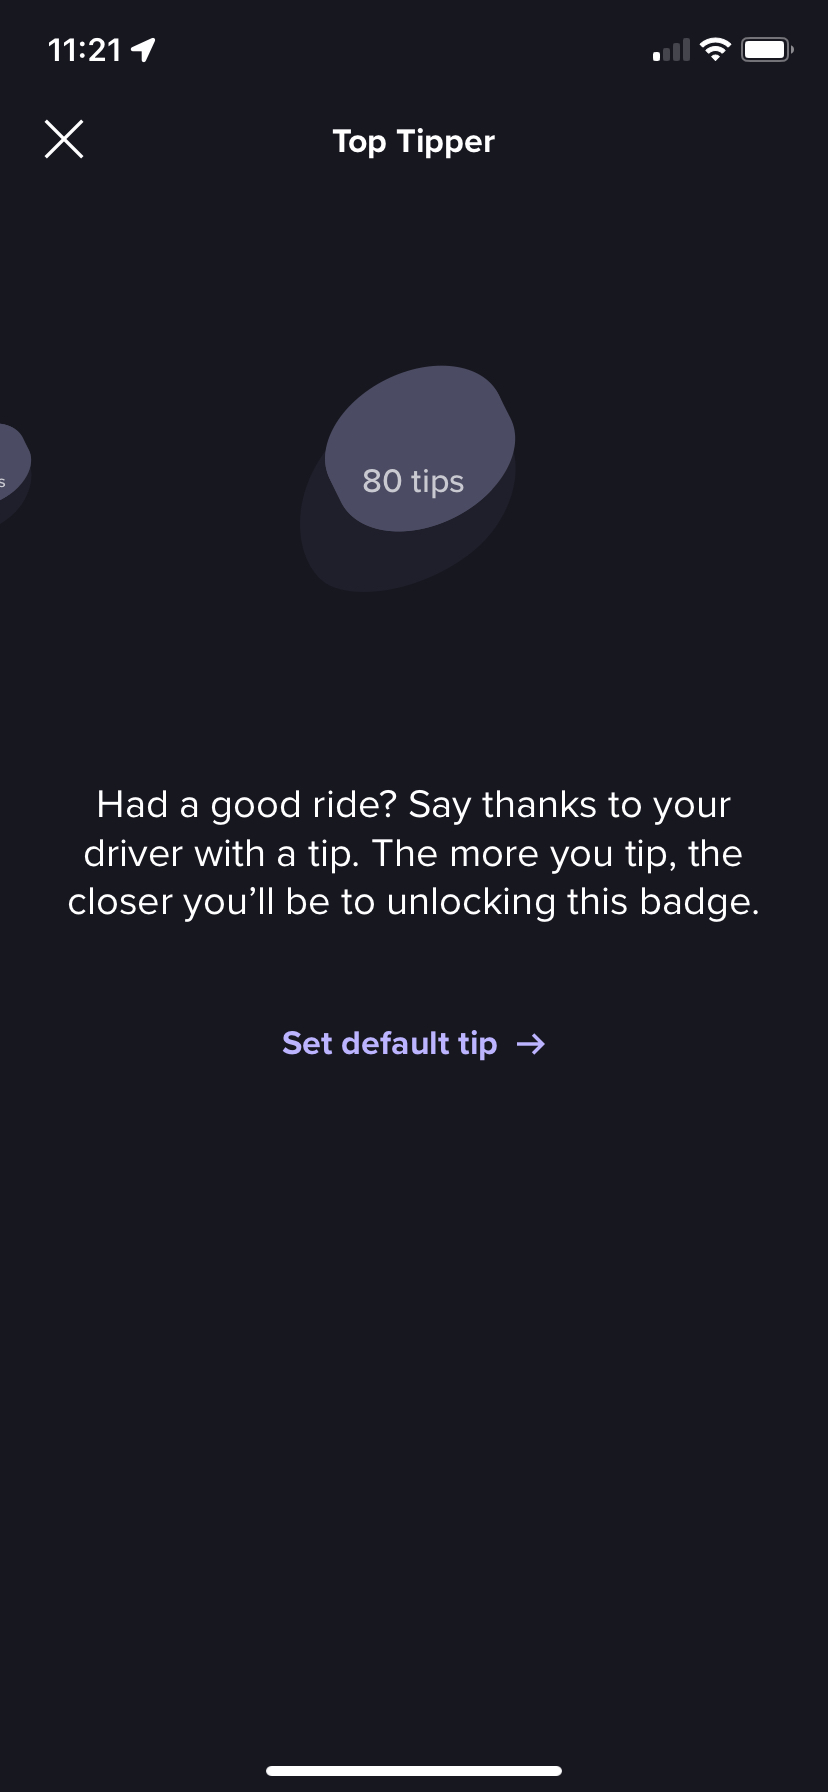 11:21
Top Tipper
s
80 tips
Had a good ride? Say thanks to your
driver with a tip. The more you tip, the
closer you’ll be to unlocking this badge.
Set default tip →